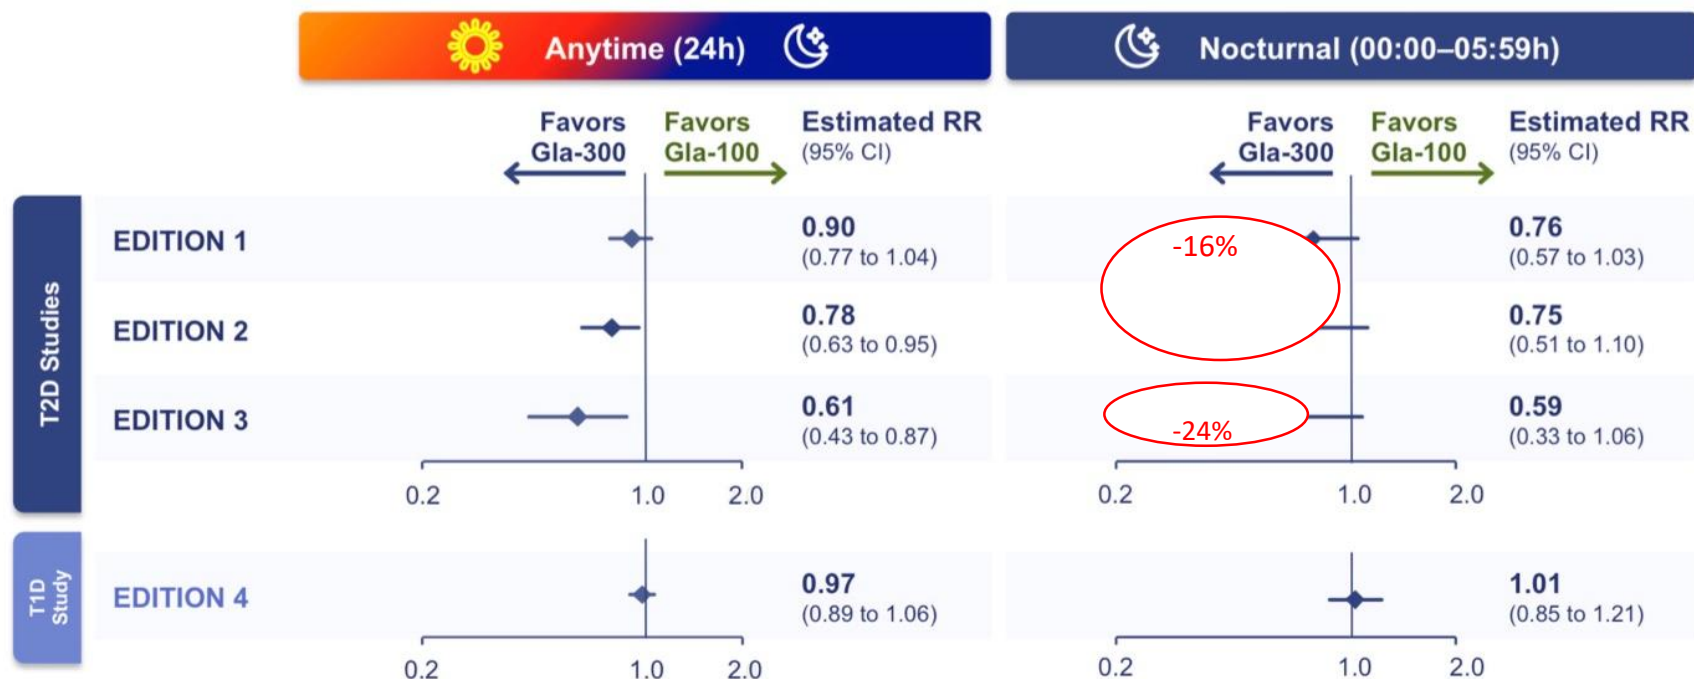 Anytime (24h)
Nocturnal (00:00–05:59h)
Favors Gla-300
Favors Gla-100
Estimated RR
(95% CI)
Favors Gla-300
Favors Gla-100
Estimated RR
(95% CI)
T2D Studies
EDITION 1
0.90
(0.77 to 1.04)
-16%
0.76
(0.57 to 1.03)
EDITION 2
0.78
(0.63 to 0.95)
0.75
(0.51 to 1.10)
EDITION 3
0.61
(0.43 to 0.87)
-24%
0.59
(0.33 to 1.06)
0.2 1.0 2.0
0.2 1.0 2.0
T1D
Study
EDITION 4
0.97
(0.89 to 1.06)
1.01
(0.85 to 1.21)
0.2 1.0 2.0
0.2 1.0 2.0